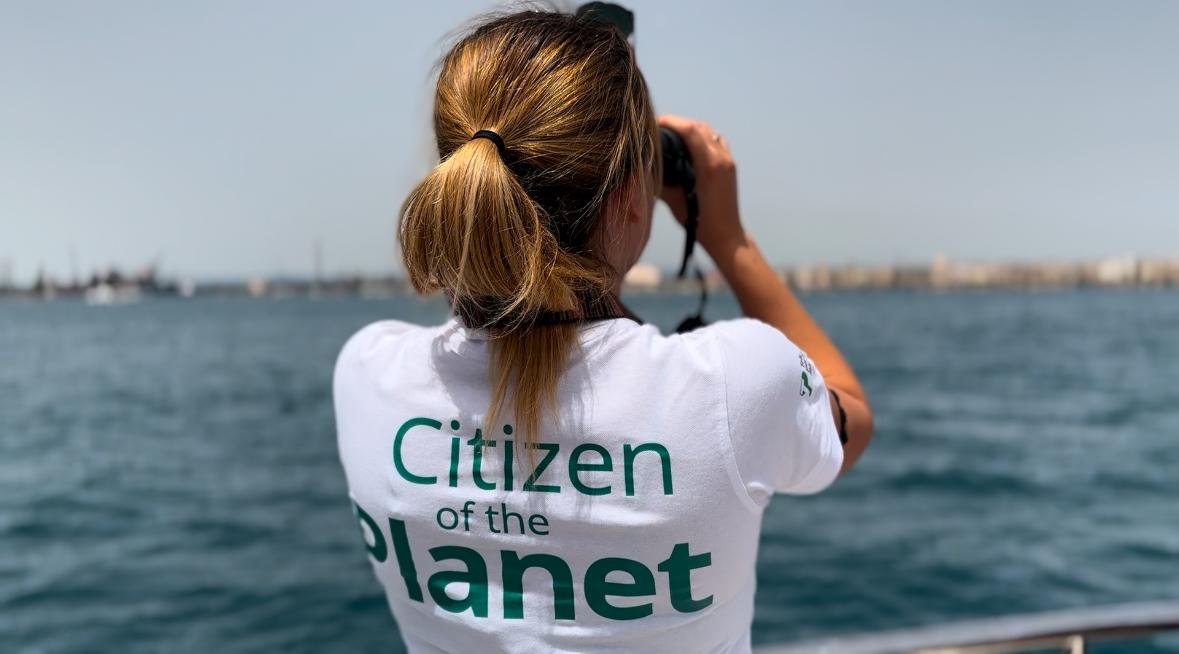 Citizen
of the
Planet